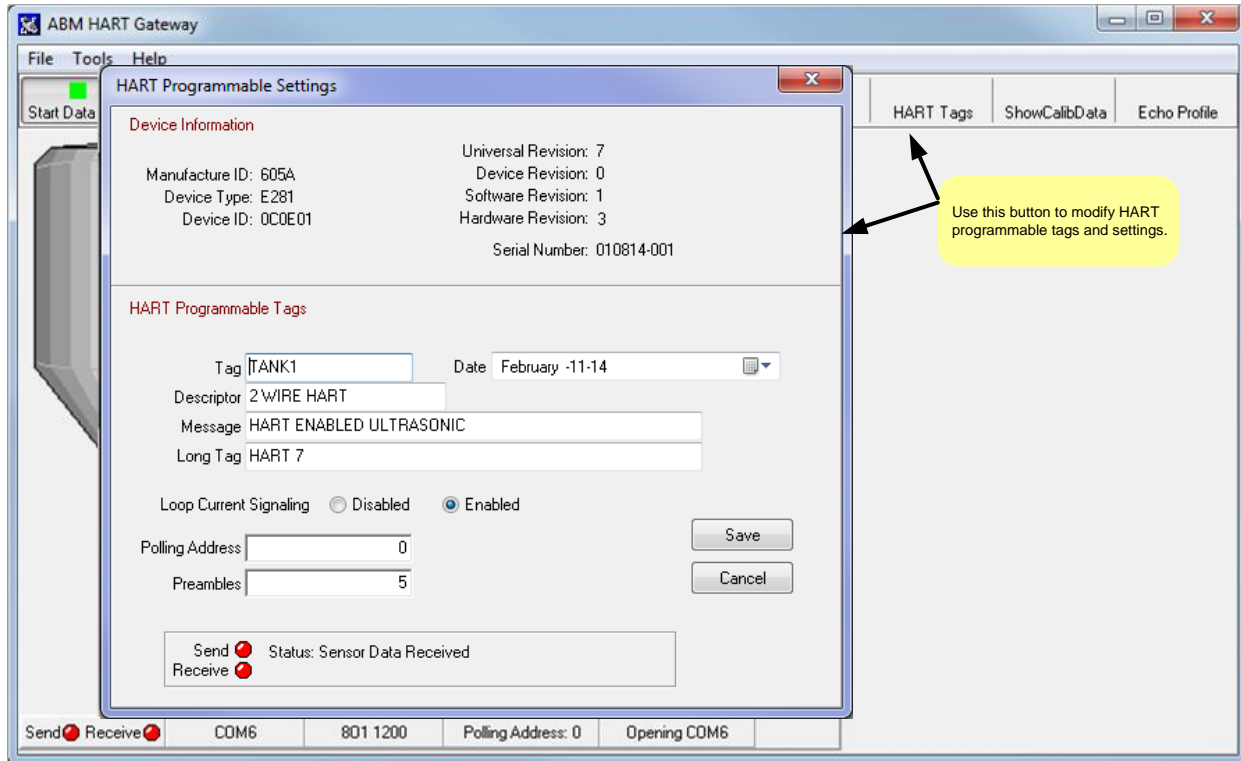 ABM HART Gateway
File Tools Help
Start Data
HART Tags
ShowCalibData
Echo Profile
HART Programmable Settings
Device Information
Manufacture ID: 605A
Device Type: E281
Device ID: 0C0E01
Universal Revision: 7
Device Revision: 0
Software Revision: 1
Hardware Revision: 3
Serial Number: 010814-001
Use this button to modify HART
programmable tags and settings.
HART Programmable Tags
Tag TANK1
Date February -11-14
Descriptor 2 WIRE HART
Message HART ENABLED ULTRASONIC
Long Tag HART 7
Loop Current Signaling Disabled Enabled
Polling Address 0
Preambles 5
Save
Cancel
Send Status: Sensor Data Received
Receive
Send Receive COM6 8O1 1200 Polling Address: 0 Opening COM6